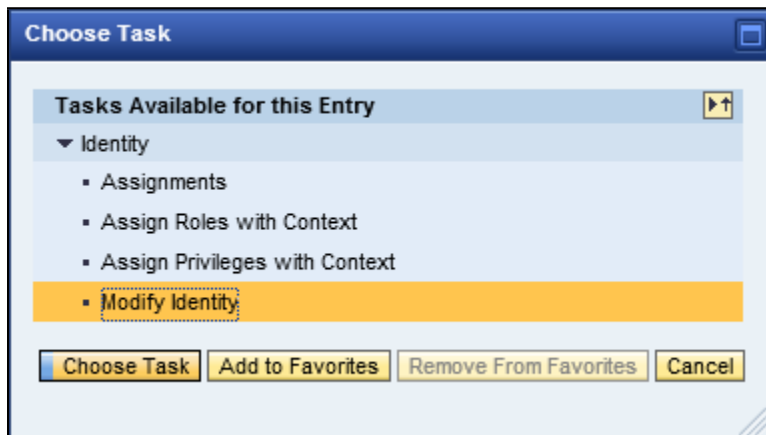 Choose Task
Tasks Available for this Entry
Identity
Assignments
Assign Roles with Context
Assign Privileges with Context
Modify Identity
Choose Task Add to Favorites Remove From Favorites Cancel